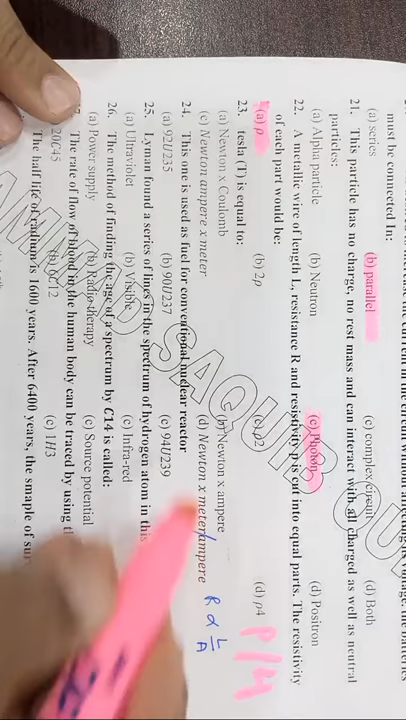 must be connected In:
(a) series (b) parallel (c) complex circuit (d) Both
21. This particle has no charge, no rest mass and can interact with all charged as well as neutral
particles:
(a) Alpha particle (b) Neutron (c) Photon (d) Positron
22. A metallic wire of length L, resistance R and resistivity ρ is cut into equal parts. The resistivity
of each part would be:
(a) ρ (b) 2ρ (c) ρ2 (d) ρ4 ρ/4
23. tesla (T) is equal to: R ∝ L/A
(a) Newton x Coulomb (b) Newton x ampere
(c) Newton ampere x meter (d) Newton x meter/ampere
24. This one is used as fuel for conventional nuclear reactor
(a) 92U235 (b) 90U237 (c) 94U239
25. Lyman found a series of lines in the spectrum of hydrogen atom in this
(a) Ultraviolet (b) Visible (c) Infra-red
26. The method of finding the age of a spectrum by C14 is called:
(a) Power supply (b) Radio therapy (c) Source potential
The rate of flow of blood in the human body can be traced by using
20C45 (b) 6C12 (c) 1H3
The half life of radium is 1600 years. After 6400 years, the smaple of
SAQUIB